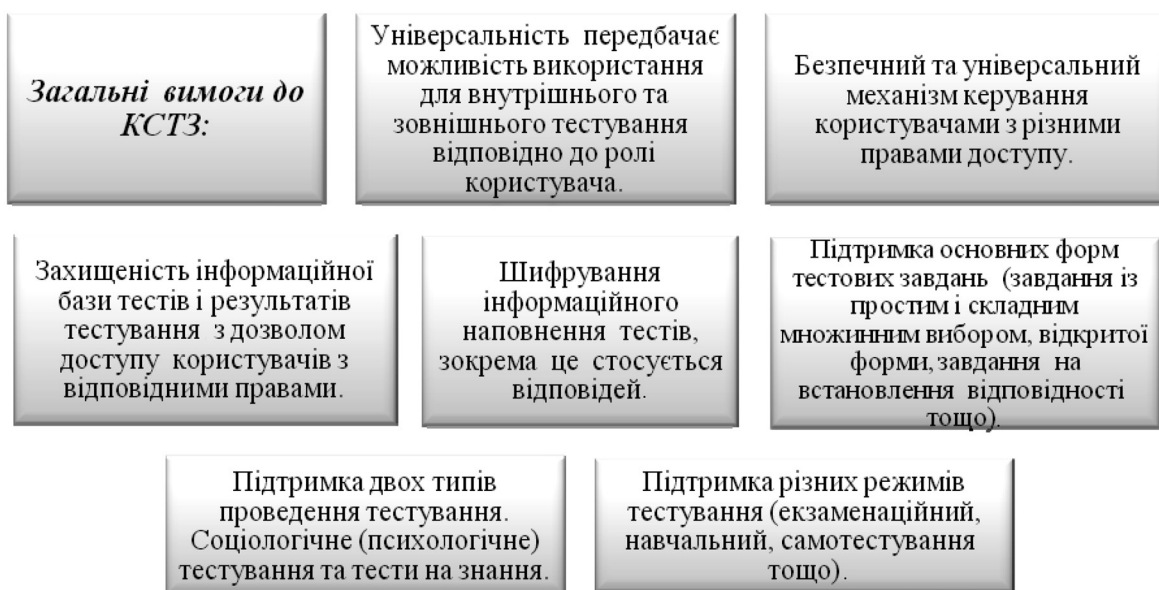 Загальні вимоги до
КСТЗ:
Універсальність передбачає
можливість використання
для внутрішнього та
зовнішнього тестування
відповідно до ролі
користувача.
Безпечний та універсальний
механізм керування
користувачами з різними
правами доступу.
Захищеність інформаційної
бази тестів і результатів
тестування з дозволом
доступу користувачів з
відповідними правами.
Шифрування
інформаційного
наповнення тестів,
зокрема це стосується
відповідей.
Підтримка основних форм
тестових завдань (завдання із
простим і складним
множинним вибором, відкритої
форми, завдання на
встановлення відповідності
тощо).
Підтримка двох типів
проведення тестування.
Соціологічне (психологічне)
тестування та тести на знання.
Підтримка різних режимів
тестування (екзаменаційний,
навчальний, самотестування
тощо).